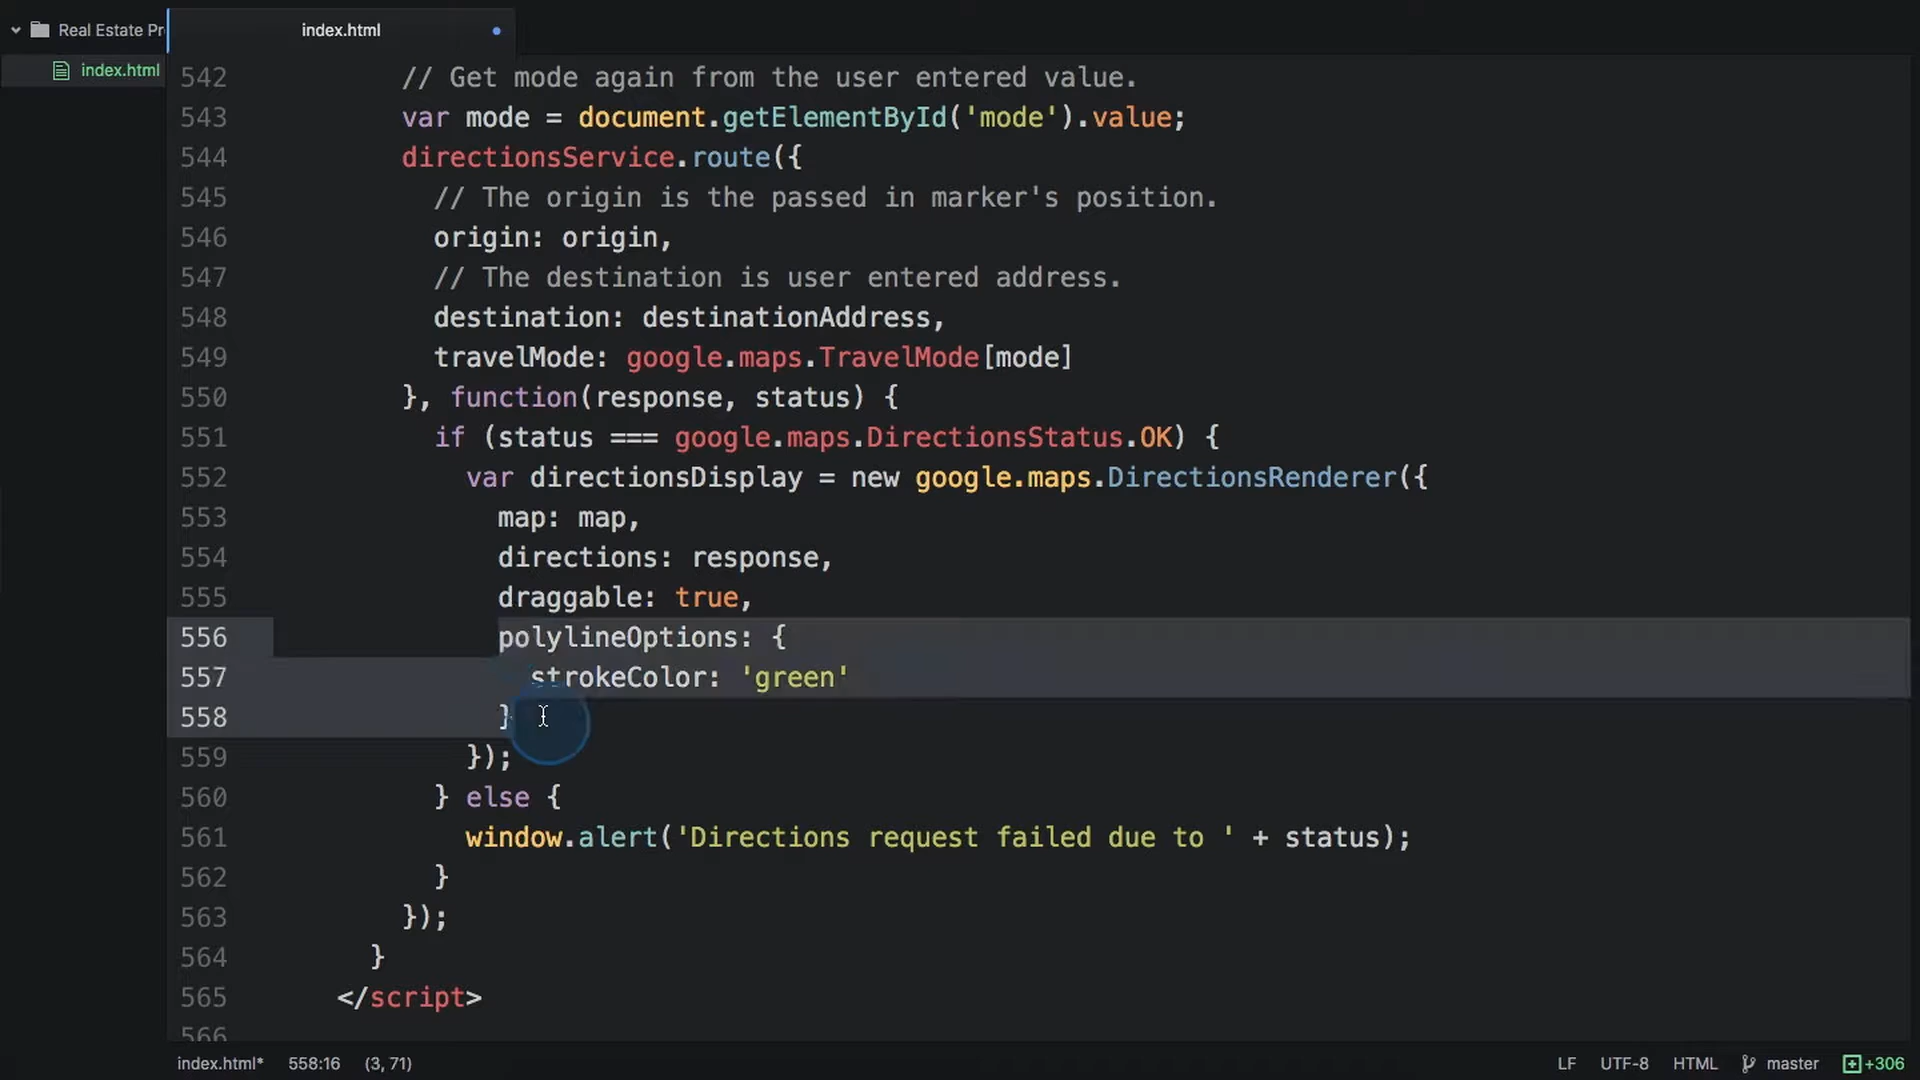 Real Estate Pr
index.html
index.html
542 // Get mode again from the user entered value.
543 var mode = document.getElementById('mode').value;
544 directionsService.route({
545 // The origin is the passed in marker's position.
546 origin: origin,
547 // The destination is user entered address.
548 destination: destinationAddress,
549 travelMode: google.maps.TravelMode[mode]
550 }, function(response, status) {
551 if (status === google.maps.DirectionsStatus.OK) {
552 var directionsDisplay = new google.maps.DirectionsRenderer({
553 map: map,
554 directions: response,
555 draggable: true,
556 polylineOptions: {
557 strokeColor: 'green'
558 }
559 });
560 } else {
561 window.alert('Directions request failed due to ' + status);
562 }
563 });
564 }
565 </script>
566
index.html* 558:16 (3, 71) LF UTF-8 HTML master +306